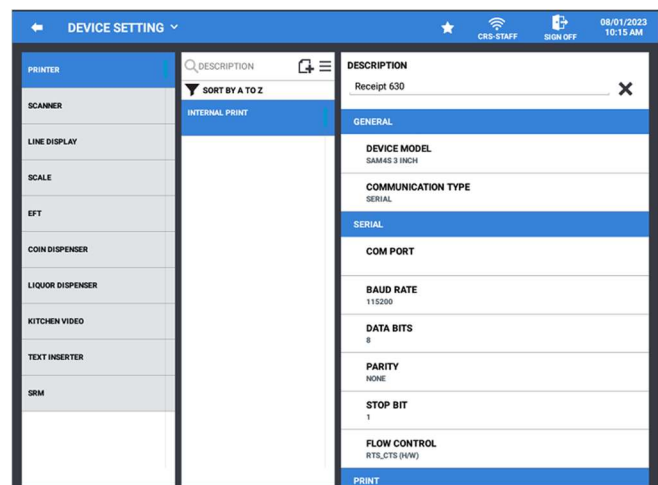 DEVICE SETTING
CRS-STAFF
SIGN OFF
08/01/2023
10:15 AM
PRINTER
SCANNER
LINE DISPLAY
SCALE
EFT
COIN DISPENSER
LIQUOR DISPENSER
KITCHEN VIDEO
TEXT INSERTER
SRM
DESCRIPTION
SORT BY A TO Z
INTERNAL PRINT
DESCRIPTION
Receipt 630
GENERAL
DEVICE MODEL
SAM4S 3 INCH
COMMUNICATION TYPE
SERIAL
SERIAL
COM PORT
BAUD RATE
115200
DATA BITS
8
PARITY
NONE
STOP BIT
1
FLOW CONTROL
RTS_CTS (H/W)
PRINT